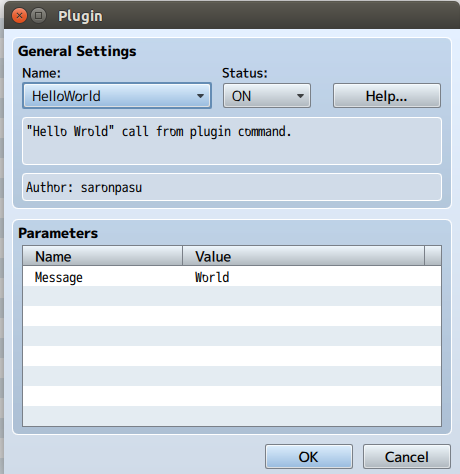 Plugin
General Settings
Name: Status:
HelloWorld ON Help...
"Hello Wrold" call from plugin command.
Author: saronpasu
Parameters
Name Value
Message World
OK Cancel